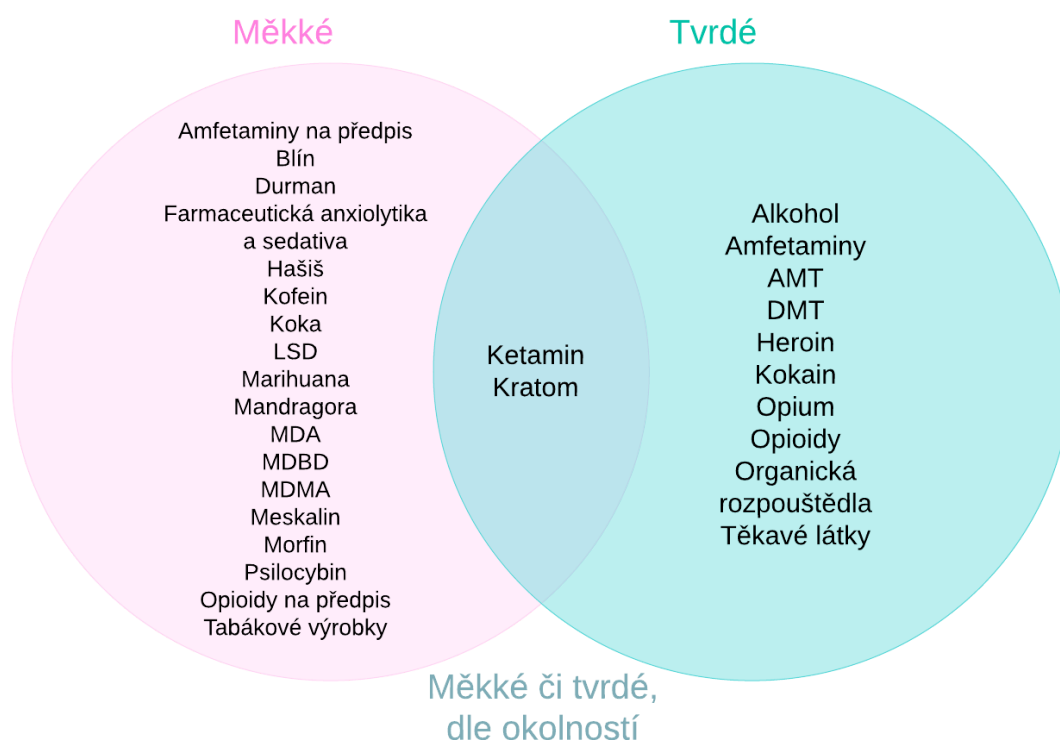 Měkké
Tvrdé
Amfetaminy na předpis
Blín
Durman
Farmaceutická anxiolytika
a sedativa
Hašiš
Kofein
Koka
LSD
Marihuana
Mandragora
MDA
MDBD
MDMA
Meskalin
Morfin
Psilocybin
Opioidy na předpis
Tabákové výrobky
Ketamin
Kratom
Alkohol
Amfetaminy
AMT
DMT
Heroin
Kokain
Opium
Opioidy
Organická
rozpouštědla
Těkavé látky
Měkké či tvrdé,
dle okolností